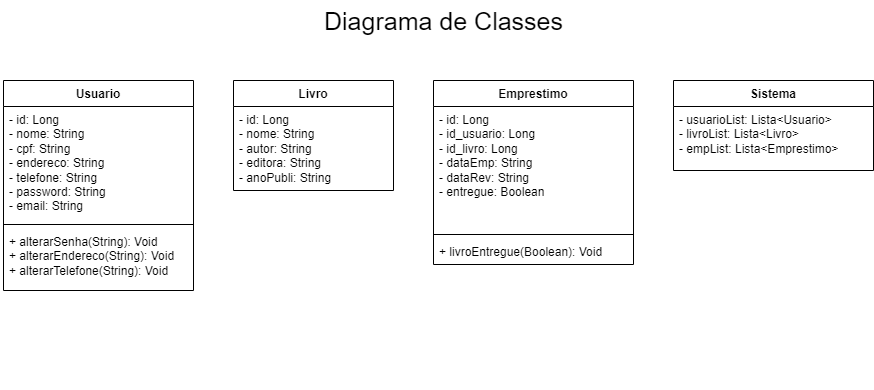 Diagrama de Classes
Usuario
- id: Long
- nome: String
- cpf: String
- endereco: String
- telefone: String
- password: String
- email: String
+ alterarSenha(String): Void
+ alterarEndereco(String): Void
+ alterarTelefone(String): Void
Livro
- id: Long
- nome: String
- autor: String
- editora: String
- anoPubli: String
Emprestimo
- id: Long
- id_usuario: Long
- id_livro: Long
- dataEmp: String
- dataRev: String
- entregue: Boolean
+ livroEntregue(Boolean): Void
Sistema
- usuarioList: Lista<Usuario>
- livroList: Lista<Livro>
- empList: Lista<Emprestimo>